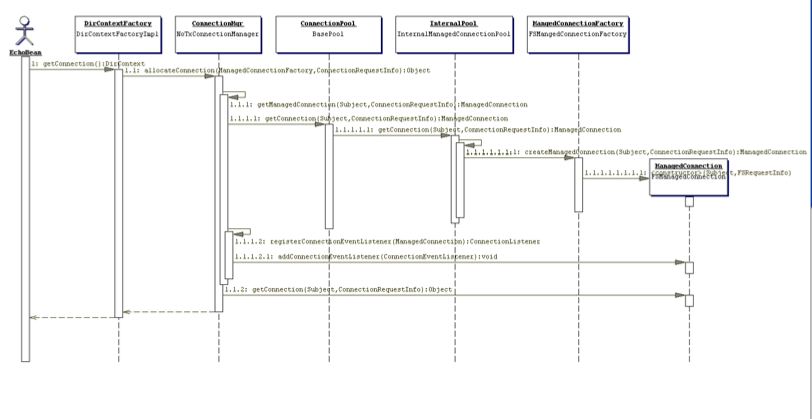 DirContextFactory
DirContextFactoryImpl
ConnectionMgr
NoTxConnectionManager
ConnectionPool
BasePool
InternalPool
InternalManagedConnectionPool
MangedConnectionFactory
FSMangedConnectionFactory
EchoBean
1: getConnection():DirContext
1.1: allocateConnection(ManagedConnectionFactory,ConnectionRequestInfo):Object
1.1.1: getManagedConnection(Subject,ConnectionRequestInfo):ManagedConnection
1.1.1.1: getConnection(Subject,ConnectionRequestInfo):ManagedConnection
1.1.1.1.1: getConnection(Subject,ConnectionRequestInfo):ManagedConnection
1.1.1.1.1.1: createManagedConnection(Subject,ConnectionRequestInfo):ManagedConnection
ManagedConnection
1.1.1.1.1.1.1: <constructor>(Subject,FSRequestInfo)
FSManagedConnection
1.1.1.2: registerConnectionEventListener(ManagedConnection):ConnectionListener
1.1.1.2.1: addConnectionEventListener(ConnectionEventListener):void
1.1.2: getConnection(Subject,ConnectionRequestInfo):Object